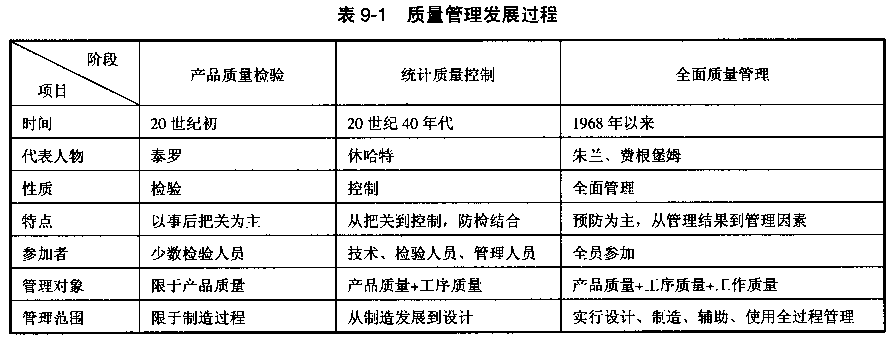 表 9-1 质量管理发展过程
阶段
项目 产品质量检验 统计质量控制 全面质量管理
时间 20 世纪初 20 世纪 40 年代 1968 年以来
代表人物 泰罗 休哈特 朱兰、费根堡姆
性质 检验 控制 全面管理
特点 以事后把关为主 从把关到控制，防检结合 预防为主，从管理结果到管理因素
参加者 少数检验人员 技术、检验人员、管理人员 全员参加
管理对象 限于产品质量 产品质量+工序质量 产品质量+工序质量+工作质量
管理范围 限于制造过程 从制造发展到设计 实行设计、制造、辅助、使用全过程管理